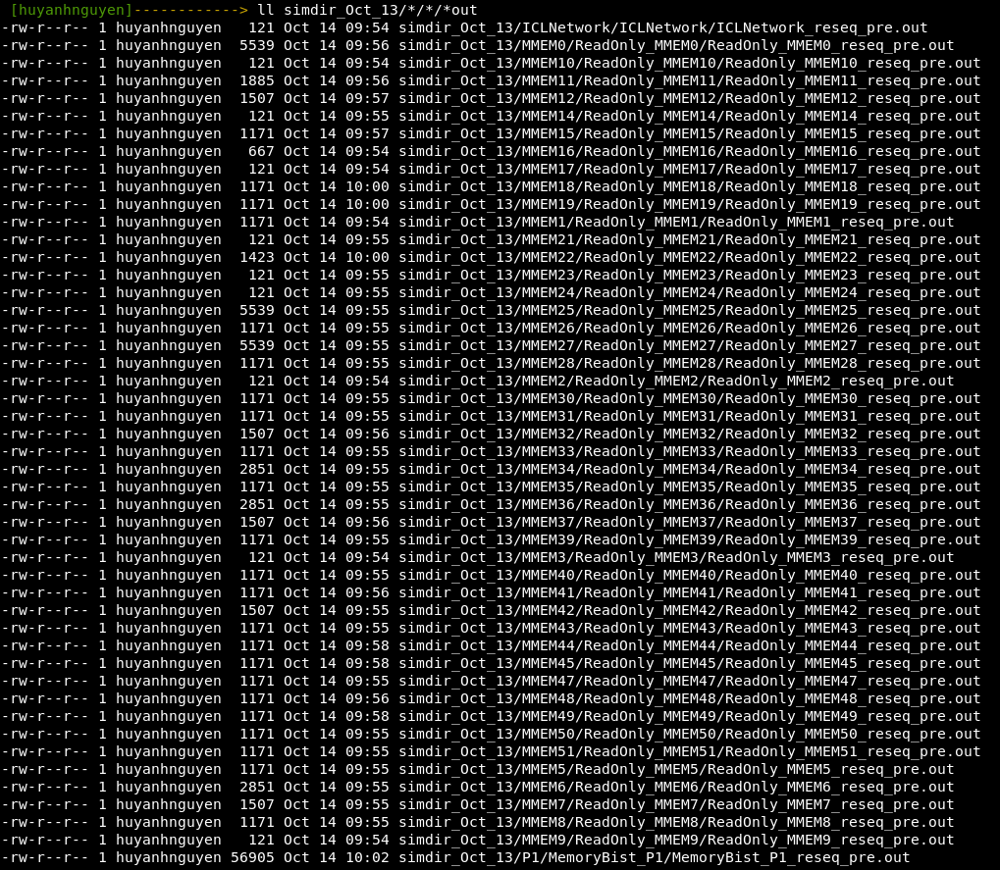 [huyanhnguyen]------------> ll simdir_Oct_13/*/*/*out
-rw-r--r-- 1 huyanhnguyen   121 Oct 14 09:54 simdir_Oct_13/ICLNetwork/ICLNetwork/ICLNetwork_reseq_pre.out
-rw-r--r-- 1 huyanhnguyen  5539 Oct 14 09:56 simdir_Oct_13/MMEM0/ReadOnly_MMEM0/ReadOnly_MMEM0_reseq_pre.out
-rw-r--r-- 1 huyanhnguyen   121 Oct 14 09:54 simdir_Oct_13/MMEM10/ReadOnly_MMEM10/ReadOnly_MMEM10_reseq_pre.out
-rw-r--r-- 1 huyanhnguyen  1885 Oct 14 09:56 simdir_Oct_13/MMEM11/ReadOnly_MMEM11/ReadOnly_MMEM11_reseq_pre.out
-rw-r--r-- 1 huyanhnguyen  1507 Oct 14 09:57 simdir_Oct_13/MMEM12/ReadOnly_MMEM12/ReadOnly_MMEM12_reseq_pre.out
-rw-r--r-- 1 huyanhnguyen   121 Oct 14 09:55 simdir_Oct_13/MMEM14/ReadOnly_MMEM14/ReadOnly_MMEM14_reseq_pre.out
-rw-r--r-- 1 huyanhnguyen  1171 Oct 14 09:57 simdir_Oct_13/MMEM15/ReadOnly_MMEM15/ReadOnly_MMEM15_reseq_pre.out
-rw-r--r-- 1 huyanhnguyen   667 Oct 14 09:54 simdir_Oct_13/MMEM16/ReadOnly_MMEM16/ReadOnly_MMEM16_reseq_pre.out
-rw-r--r-- 1 huyanhnguyen   121 Oct 14 09:54 simdir_Oct_13/MMEM17/ReadOnly_MMEM17/ReadOnly_MMEM17_reseq_pre.out
-rw-r--r-- 1 huyanhnguyen  1171 Oct 14 10:00 simdir_Oct_13/MMEM18/ReadOnly_MMEM18/ReadOnly_MMEM18_reseq_pre.out
-rw-r--r-- 1 huyanhnguyen  1171 Oct 14 10:00 simdir_Oct_13/MMEM19/ReadOnly_MMEM19/ReadOnly_MMEM19_reseq_pre.out
-rw-r--r-- 1 huyanhnguyen  1171 Oct 14 09:54 simdir_Oct_13/MMEM1/ReadOnly_MMEM1/ReadOnly_MMEM1_reseq_pre.out
-rw-r--r-- 1 huyanhnguyen   121 Oct 14 09:55 simdir_Oct_13/MMEM21/ReadOnly_MMEM21/ReadOnly_MMEM21_reseq_pre.out
-rw-r--r-- 1 huyanhnguyen  1423 Oct 14 10:00 simdir_Oct_13/MMEM22/ReadOnly_MMEM22/ReadOnly_MMEM22_reseq_pre.out
-rw-r--r-- 1 huyanhnguyen   121 Oct 14 09:55 simdir_Oct_13/MMEM23/ReadOnly_MMEM23/ReadOnly_MMEM23_reseq_pre.out
-rw-r--r-- 1 huyanhnguyen   121 Oct 14 09:55 simdir_Oct_13/MMEM24/ReadOnly_MMEM24/ReadOnly_MMEM24_reseq_pre.out
-rw-r--r-- 1 huyanhnguyen  5539 Oct 14 09:55 simdir_Oct_13/MMEM25/ReadOnly_MMEM25/ReadOnly_MMEM25_reseq_pre.out
-rw-r--r-- 1 huyanhnguyen  1171 Oct 14 09:55 simdir_Oct_13/MMEM26/ReadOnly_MMEM26/ReadOnly_MMEM26_reseq_pre.out
-rw-r--r-- 1 huyanhnguyen  5539 Oct 14 09:55 simdir_Oct_13/MMEM27/ReadOnly_MMEM27/ReadOnly_MMEM27_reseq_pre.out
-rw-r--r-- 1 huyanhnguyen  1171 Oct 14 09:55 simdir_Oct_13/MMEM28/ReadOnly_MMEM28/ReadOnly_MMEM28_reseq_pre.out
-rw-r--r-- 1 huyanhnguyen   121 Oct 14 09:54 simdir_Oct_13/MMEM2/ReadOnly_MMEM2/ReadOnly_MMEM2_reseq_pre.out
-rw-r--r-- 1 huyanhnguyen  1171 Oct 14 09:55 simdir_Oct_13/MMEM30/ReadOnly_MMEM30/ReadOnly_MMEM30_reseq_pre.out
-rw-r--r-- 1 huyanhnguyen  1171 Oct 14 09:55 simdir_Oct_13/MMEM31/ReadOnly_MMEM31/ReadOnly_MMEM31_reseq_pre.out
-rw-r--r-- 1 huyanhnguyen  1507 Oct 14 09:56 simdir_Oct_13/MMEM32/ReadOnly_MMEM32/ReadOnly_MMEM32_reseq_pre.out
-rw-r--r-- 1 huyanhnguyen  1171 Oct 14 09:55 simdir_Oct_13/MMEM33/ReadOnly_MMEM33/ReadOnly_MMEM33_reseq_pre.out
-rw-r--r-- 1 huyanhnguyen  2851 Oct 14 09:55 simdir_Oct_13/MMEM34/ReadOnly_MMEM34/ReadOnly_MMEM34_reseq_pre.out
-rw-r--r-- 1 huyanhnguyen  1171 Oct 14 09:55 simdir_Oct_13/MMEM35/ReadOnly_MMEM35/ReadOnly_MMEM35_reseq_pre.out
-rw-r--r-- 1 huyanhnguyen  2851 Oct 14 09:55 simdir_Oct_13/MMEM36/ReadOnly_MMEM36/ReadOnly_MMEM36_reseq_pre.out
-rw-r--r-- 1 huyanhnguyen  1507 Oct 14 09:56 simdir_Oct_13/MMEM37/ReadOnly_MMEM37/ReadOnly_MMEM37_reseq_pre.out
-rw-r--r-- 1 huyanhnguyen  1171 Oct 14 09:55 simdir_Oct_13/MMEM39/ReadOnly_MMEM39/ReadOnly_MMEM39_reseq_pre.out
-rw-r--r-- 1 huyanhnguyen   121 Oct 14 09:54 simdir_Oct_13/MMEM3/ReadOnly_MMEM3/ReadOnly_MMEM3_reseq_pre.out
-rw-r--r-- 1 huyanhnguyen  1171 Oct 14 09:55 simdir_Oct_13/MMEM40/ReadOnly_MMEM40/ReadOnly_MMEM40_reseq_pre.out
-rw-r--r-- 1 huyanhnguyen  1171 Oct 14 09:56 simdir_Oct_13/MMEM41/ReadOnly_MMEM41/ReadOnly_MMEM41_reseq_pre.out
-rw-r--r-- 1 huyanhnguyen  1507 Oct 14 09:55 simdir_Oct_13/MMEM42/ReadOnly_MMEM42/ReadOnly_MMEM42_reseq_pre.out
-rw-r--r-- 1 huyanhnguyen  1171 Oct 14 09:55 simdir_Oct_13/MMEM43/ReadOnly_MMEM43/ReadOnly_MMEM43_reseq_pre.out
-rw-r--r-- 1 huyanhnguyen  1171 Oct 14 09:58 simdir_Oct_13/MMEM44/ReadOnly_MMEM44/ReadOnly_MMEM44_reseq_pre.out
-rw-r--r-- 1 huyanhnguyen  1171 Oct 14 09:58 simdir_Oct_13/MMEM45/ReadOnly_MMEM45/ReadOnly_MMEM45_reseq_pre.out
-rw-r--r-- 1 huyanhnguyen  1171 Oct 14 09:55 simdir_Oct_13/MMEM47/ReadOnly_MMEM47/ReadOnly_MMEM47_reseq_pre.out
-rw-r--r-- 1 huyanhnguyen  1171 Oct 14 09:56 simdir_Oct_13/MMEM48/ReadOnly_MMEM48/ReadOnly_MMEM48_reseq_pre.out
-rw-r--r-- 1 huyanhnguyen  1171 Oct 14 09:58 simdir_Oct_13/MMEM49/ReadOnly_MMEM49/ReadOnly_MMEM49_reseq_pre.out
-rw-r--r-- 1 huyanhnguyen  1171 Oct 14 09:55 simdir_Oct_13/MMEM50/ReadOnly_MMEM50/ReadOnly_MMEM50_reseq_pre.out
-rw-r--r-- 1 huyanhnguyen  1171 Oct 14 09:55 simdir_Oct_13/MMEM51/ReadOnly_MMEM51/ReadOnly_MMEM51_reseq_pre.out
-rw-r--r-- 1 huyanhnguyen  1171 Oct 14 09:55 simdir_Oct_13/MMEM5/ReadOnly_MMEM5/ReadOnly_MMEM5_reseq_pre.out
-rw-r--r-- 1 huyanhnguyen  2851 Oct 14 09:55 simdir_Oct_13/MMEM6/ReadOnly_MMEM6/ReadOnly_MMEM6_reseq_pre.out
-rw-r--r-- 1 huyanhnguyen  1507 Oct 14 09:55 simdir_Oct_13/MMEM7/ReadOnly_MMEM7/ReadOnly_MMEM7_reseq_pre.out
-rw-r--r-- 1 huyanhnguyen  1171 Oct 14 09:55 simdir_Oct_13/MMEM8/ReadOnly_MMEM8/ReadOnly_MMEM8_reseq_pre.out
-rw-r--r-- 1 huyanhnguyen   121 Oct 14 09:54 simdir_Oct_13/MMEM9/ReadOnly_MMEM9/ReadOnly_MMEM9_reseq_pre.out
-rw-r--r-- 1 huyanhnguyen 56905 Oct 14 10:02 simdir_Oct_13/P1/MemoryBist_P1/MemoryBist_P1_reseq_pre.out